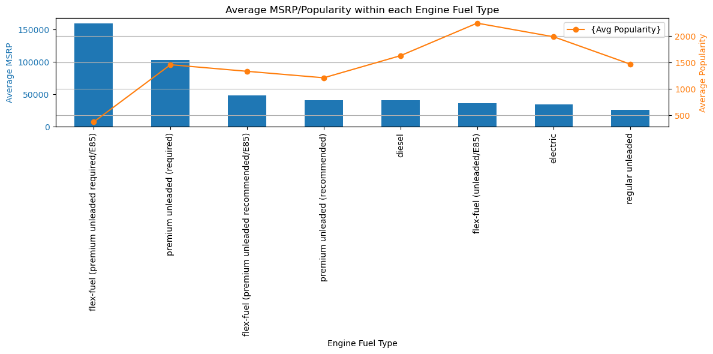 Average MSRP/Popularity within each Engine Fuel Type
{Avg Popularity}
150000
100000
50000
0
Average MSRP
2000
1500
1000
500
Average Popularity
flex-fuel (premium unleaded required/E85)
premium unleaded (required)
flex-fuel (premium unleaded recommended/E85)
premium unleaded (recommended)
diesel
flex-fuel (unleaded/E85)
electric
regular unleaded
Engine Fuel Type